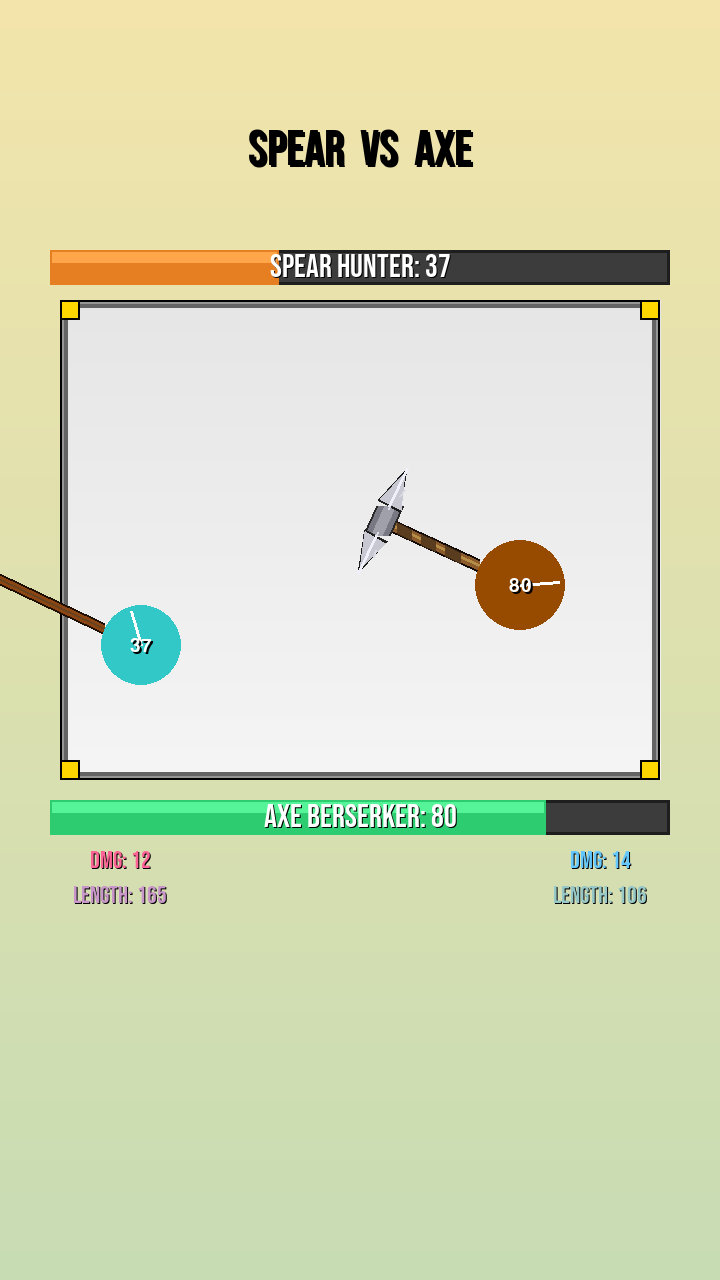 SPEAR VS AXE
SPEAR HUNTER: 37
80
37
AXE BERSERKER: 80
DMG: 12
DMG: 14
LENGTH: 165
LENGTH: 106